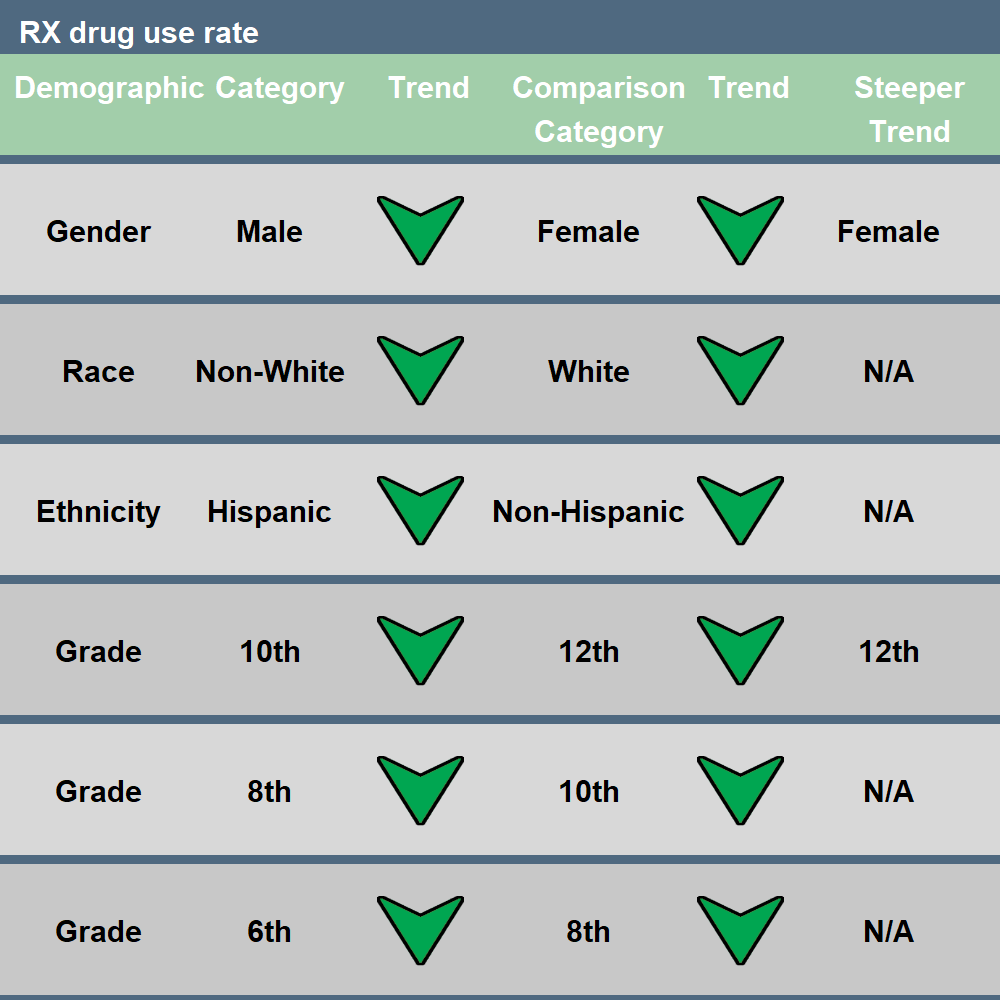 RX drug use rate
Demographic Category Trend Comparison Category Trend Steeper Trend
Gender Male Female Female
Race Non-White White N/A
Ethnicity Hispanic Non-Hispanic N/A
Grade 10th 12th 12th
Grade 8th 10th N/A
Grade 6th 8th N/A